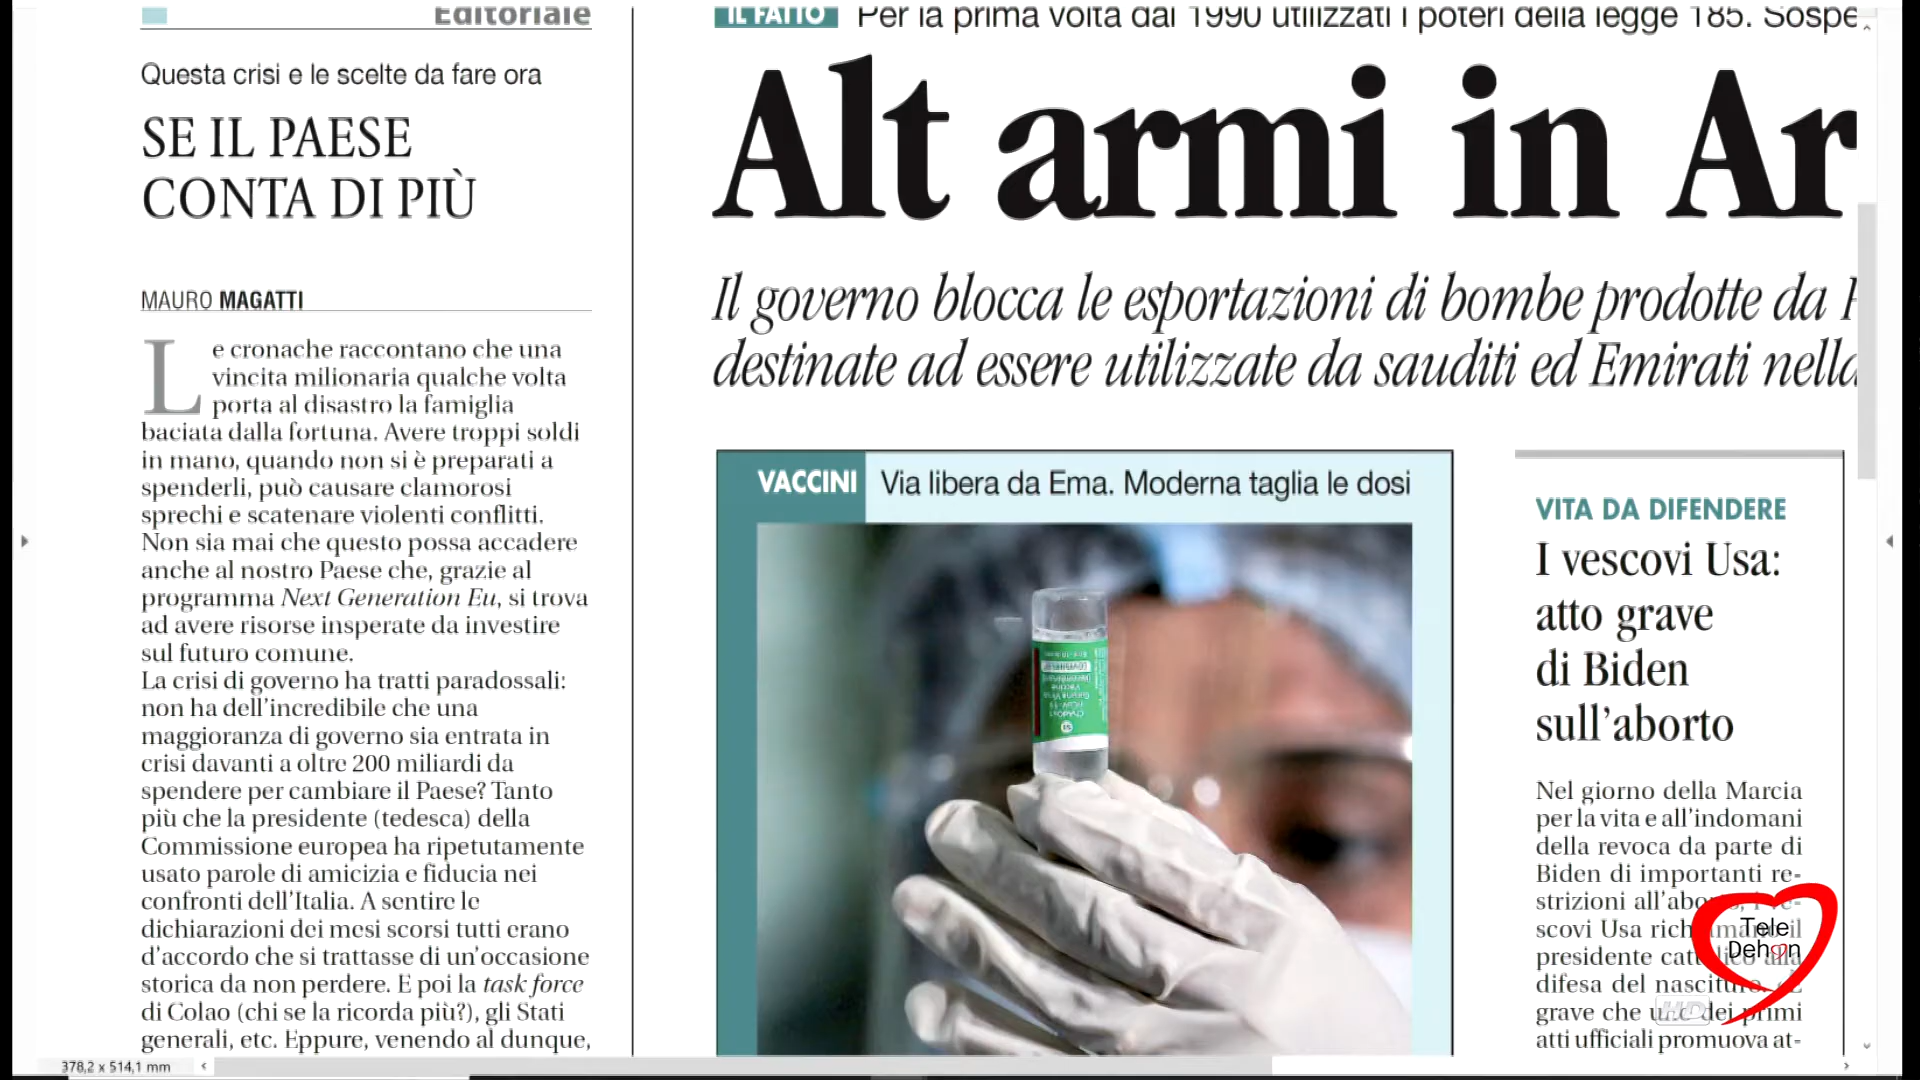 Editoriale
Questa crisi e le scelte da fare ora
SE IL PAESE
CONTA DI PIÙ
MAURO MAGATTI
Le cronache raccontano che una
vincita milionaria qualche volta
porta al disastro la famiglia
baciata dalla fortuna. Avere troppi soldi
in mano, quando non si è preparati a
spenderli, può causare clamorosi
sprechi e scatenare violenti conflitti.
Non sia mai che questo possa accadere
anche al nostro Paese che, grazie al
programma Next Generation Eu, si trova
ad avere risorse insperate da investire
sul futuro comune.
La crisi di governo ha tratti paradossali:
non ha dell'incredibile che una
maggioranza di governo sia entrata in
crisi davanti a oltre 200 miliardi da
spendere per cambiare il Paese? Tanto
più che la presidente (tedesca) della
Commissione europea ha ripetutamente
usato parole di amicizia e fiducia nei
confronti dell'Italia. A sentire le
dichiarazioni dei mesi scorsi tutti erano
d'accordo che si trattasse di un'occasione
storica da non perdere. E poi la task force
di Colao (chi se la ricorda più?), gli Stati
generali, etc. Eppure, venendo al dunque,
IL FATTO Per la prima volta dal 1990 utilizzati i poteri della legge 185. Sospe
Alt armi in Ar
Il governo blocca le esportazioni di bombe prodotte da
destinate ad essere utilizzate da sauditi ed Emirati nella
VACCINI Via libera da Ema. Moderna taglia le dosi
VITA DA DIFENDERE
I vescovi Usa:
atto grave
di Biden
sull'aborto
Nel giorno della Marcia
per la vita e all'indomani
della revoca da parte di
Biden di importanti re-
strizioni all'aborto, i ve-
scovi Usa richiamano il
presidente cattolico alla
difesa del nascituro. «È
grave che uno dei primi
atti ufficiali promuova at-
Tele
Dehon
HD
378,2 x 514,1 mm